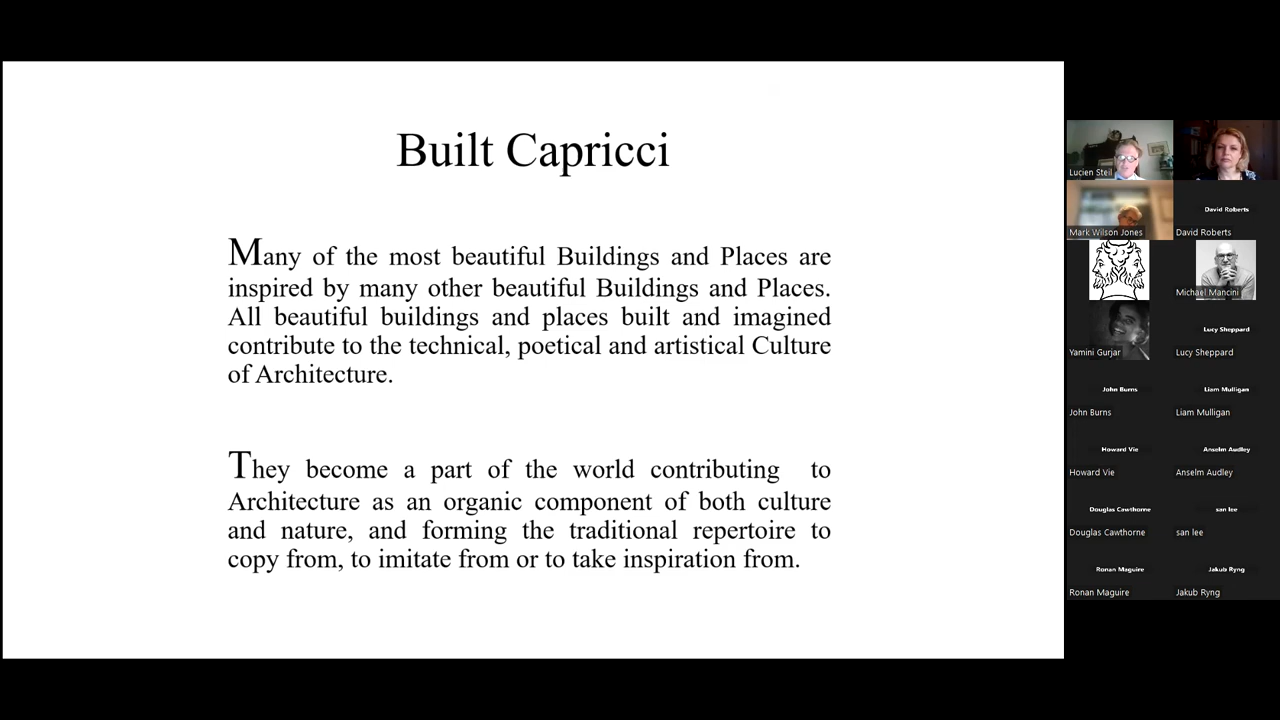 Built Capricci
Many of the most beautiful Buildings and Places are
inspired by many other beautiful Buildings and Places.
All beautiful buildings and places built and imagined
contribute to the technical, poetical and artistical Culture
of Architecture.
They become a part of the world contributing to
Architecture as an organic component of both culture
and nature, and forming the traditional repertoire to
copy from, to imitate from or to take inspiration from.
Lucien Steil
Mark Wilson Jones
David Roberts
David Roberts
Michael Mancini
Yamini Gurjar
Lucy Sheppard
Lucy Sheppard
John Burns
John Burns
Liam Mulligan
Liam Mulligan
Howard Vie
Howard Vie
Anselm Audley
Anselm Audley
Douglas Cawthorne
Douglas Cawthorne
san lee
san lee
Ronan Maguire
Ronan Maguire
Jakub Ryng
Jakub Ryng